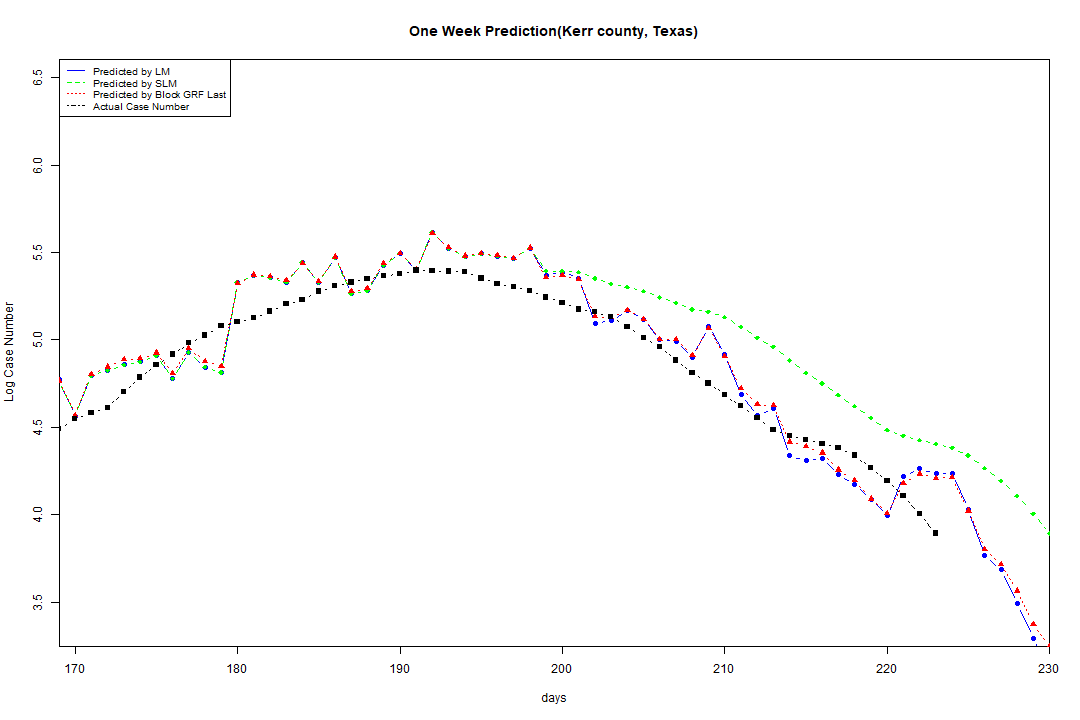 One Week Prediction(Kerr county, Texas)
Predicted by LM
Predicted by SLM
Predicted by Block GRF Last
Actual Case Number
6.5
6.0
5.5
5.0
4.5
4.0
3.5
Log Case Number
170 180 190 200 210 220 230
days